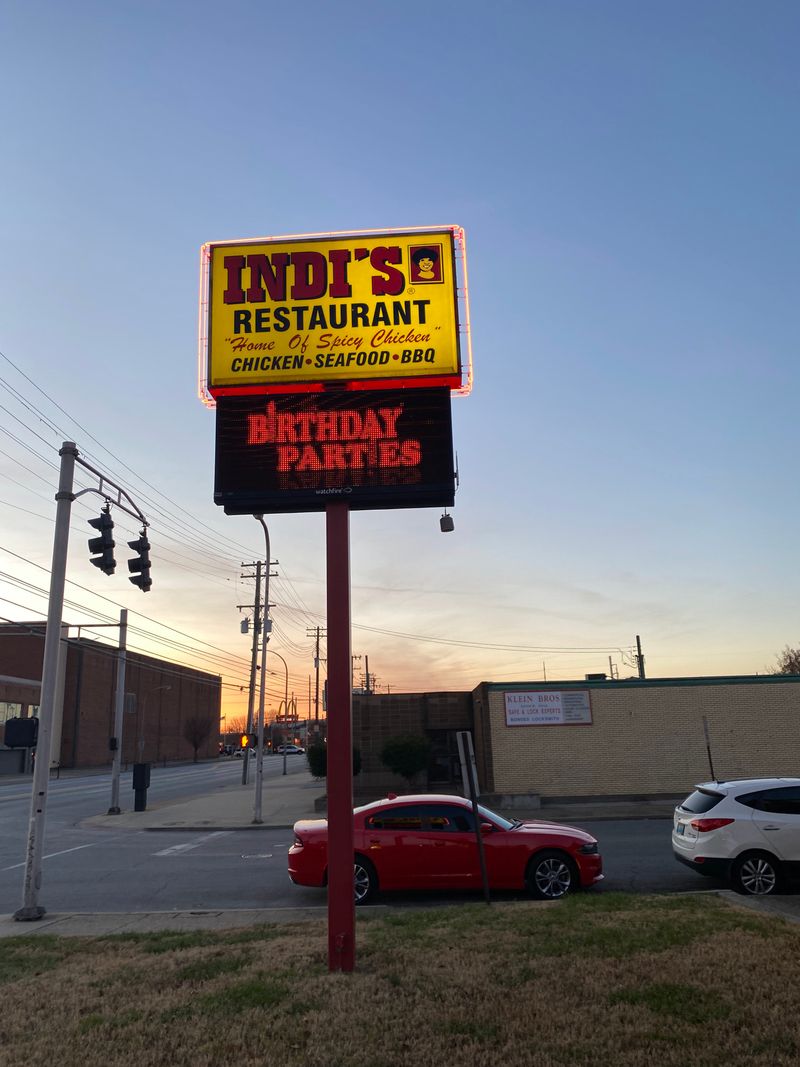 INDI'S
®
RESTAURANT
"Home Of Spicy Chicken"
CHICKEN•SEAFOOD•BBQ
BIRTHDAY
PARTIES
watchfire
KLEIN BROS
SAFE & LOCK EXPERTS
BONDED LOCKSMITH